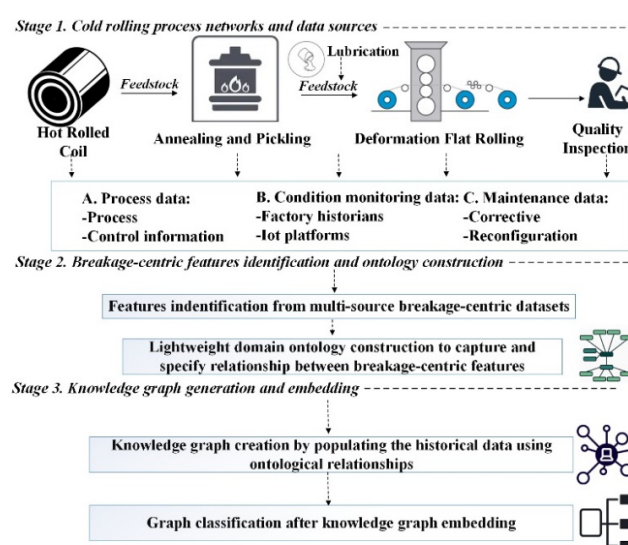 Stage 1. Cold rolling process networks and data sources
Lubrication
Feedstock
Feedstock
Hot Rolled
Coil
Annealing and Pickling
Deformation Flat Rolling
Quality
Inspection
A. Process data:
-Process
-Control information
B. Condition monitoring data:
-Factory historians
-Iot platforms
C. Maintenance data:
-Corrective
-Reconfiguration
Stage 2. Breakage-centric features identification and ontology construction
Features indentification from multi-source breakage-centric datasets
Lightweight domain ontology construction to capture and
specify relationship between breakage-centric features
Stage 3. Knowledge graph generation and embedding
Knowledge graph creation by populating the historical data using
ontological relationships
Graph classification after knowledge graph embedding